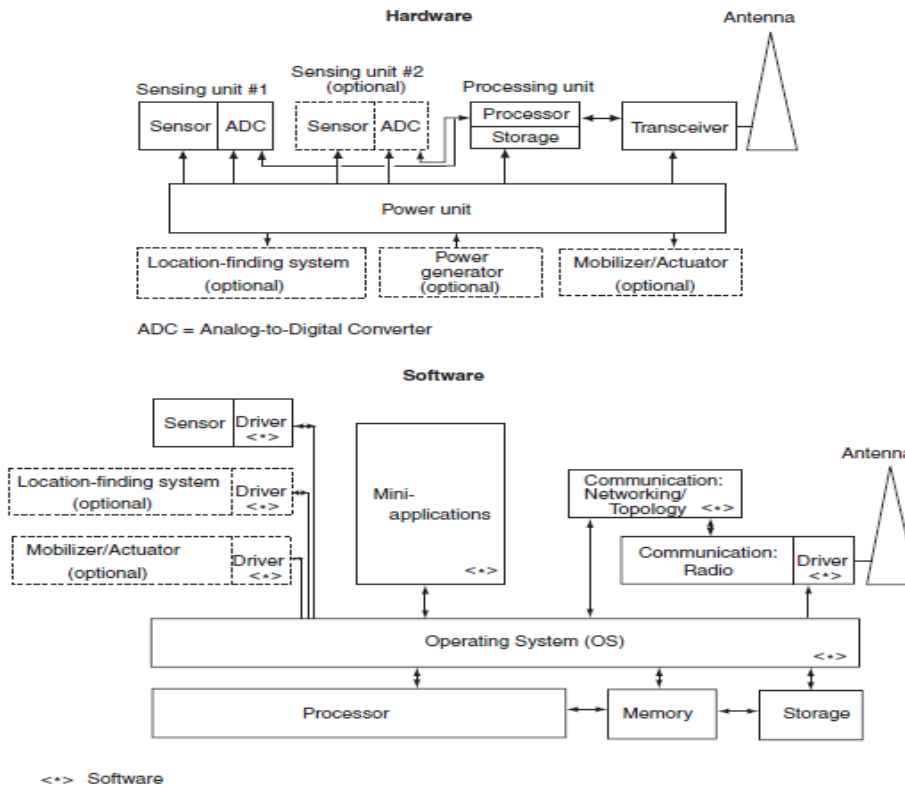 Hardware
Antenna
Sensing unit #1
Sensing unit #2
(optional)
Processing unit
Sensor
ADC
Sensor
ADC
Processor
Storage
Transceiver
Power unit
Location-finding system
(optional)
Power
generator
(optional)
Mobilizer/Actuator
(optional)
ADC = Analog-to-Digital Converter
Software
Sensor
Driver
<*>
Location-finding system
(optional)
Driver
<*>
Mobilizer/Actuator
(optional)
Driver
<*>
Mini-
applications
<*>
Communication:
Networking/
Topology <*>
Antenna
Communication:
Radio
Driver
<*>
Operating System (OS)
<*>
Processor
Memory
Storage
<*> Software